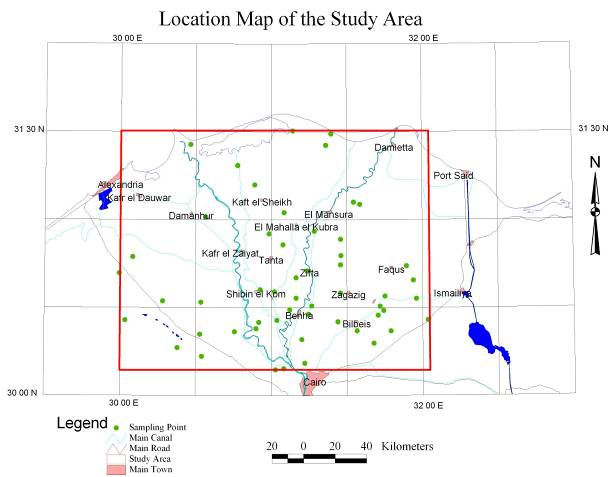 Location Map of the Study Area
30 00 E
32 00 E
31 30 N
31 30 N
Damietta
Port Said
N
Alexandria
Kafr el Dauwar
Kaft el Sheikh
Damanhur
El Mansura
El Mahalla el Kubra
Kafr el Zaiyat
Tanta
Zifta
Faqus
Shibin el Kom
Zagazig
Ismailiya
Benha
Bilbeis
Cairo
30 00 N
30 00 E
32 00 E
Legend
Sampling Point
Main Canal
Main Road
Study Area
Main Town
20 0 20 40 Kilometers